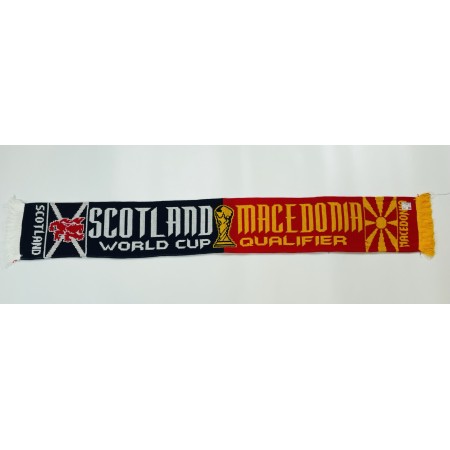 SCOTLAND
SCOTLAND
WORLD CUP
MACEDONIA
QUALIFIER
MACEDONIA